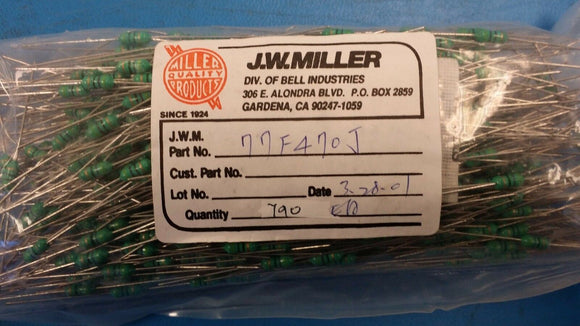 MILLER
QUALITY
PRODUCTS
SINCE 1924
J.W.MILLER
DIV. OF BELL INDUSTRIES
306 E. ALONDRA BLVD. P.O. BOX 2859
GARDENA, CA 90247-1059
J.W.M.
Part No. 77F470J
Cust. Part No.
Lot No. Date 3-28-01
Quantity 790